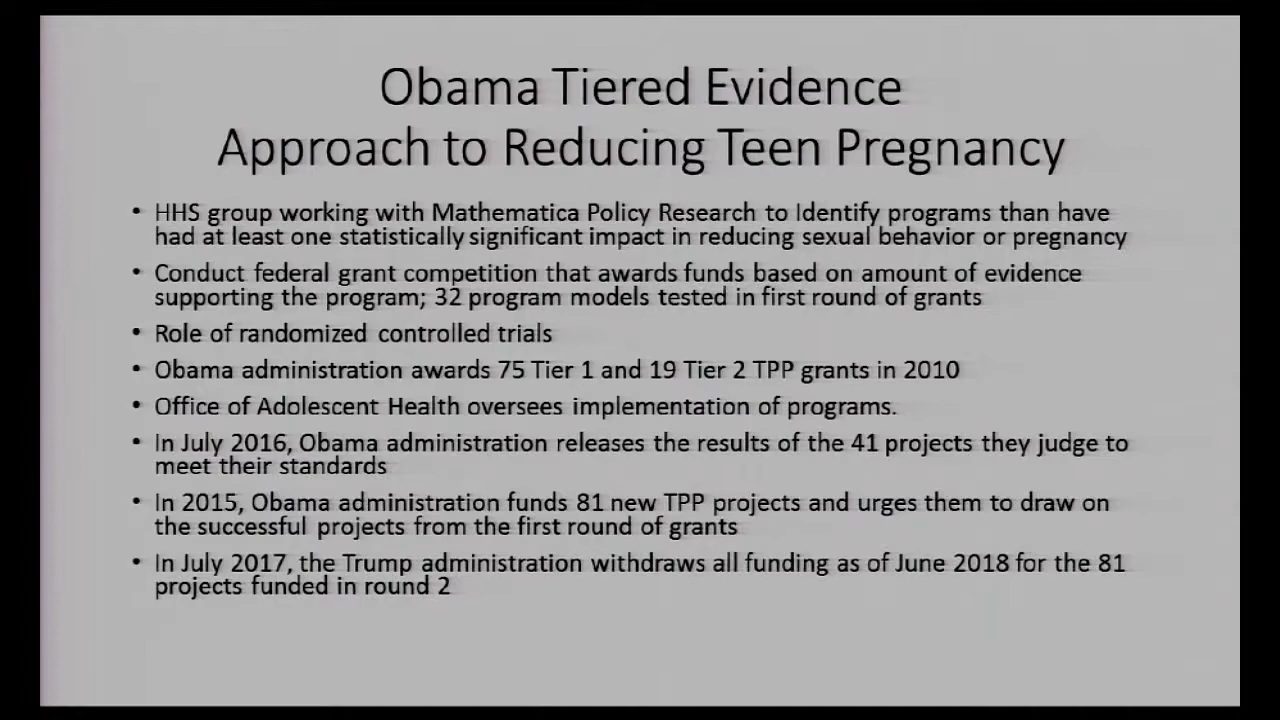 Obama Tiered Evidence
Approach to Reducing Teen Pregnancy
• HHS group working with Mathematica Policy Research to Identify programs than have
had at least one statistically significant impact in reducing sexual behavior or pregnancy
• Conduct federal grant competition that awards funds based on amount of evidence
supporting the program; 32 program models tested in first round of grants
• Role of randomized controlled trials
• Obama administration awards 75 Tier 1 and 19 Tier 2 TPP grants in 2010
• Office of Adolescent Health oversees implementation of programs.
• In July 2016, Obama administration releases the results of the 41 projects they judge to
meet their standards
• In 2015, Obama administration funds 81 new TPP projects and urges them to draw on
the successful projects from the first round of grants
• In July 2017, the Trump administration withdraws all funding as of June 2018 for the 81
projects funded in round 2